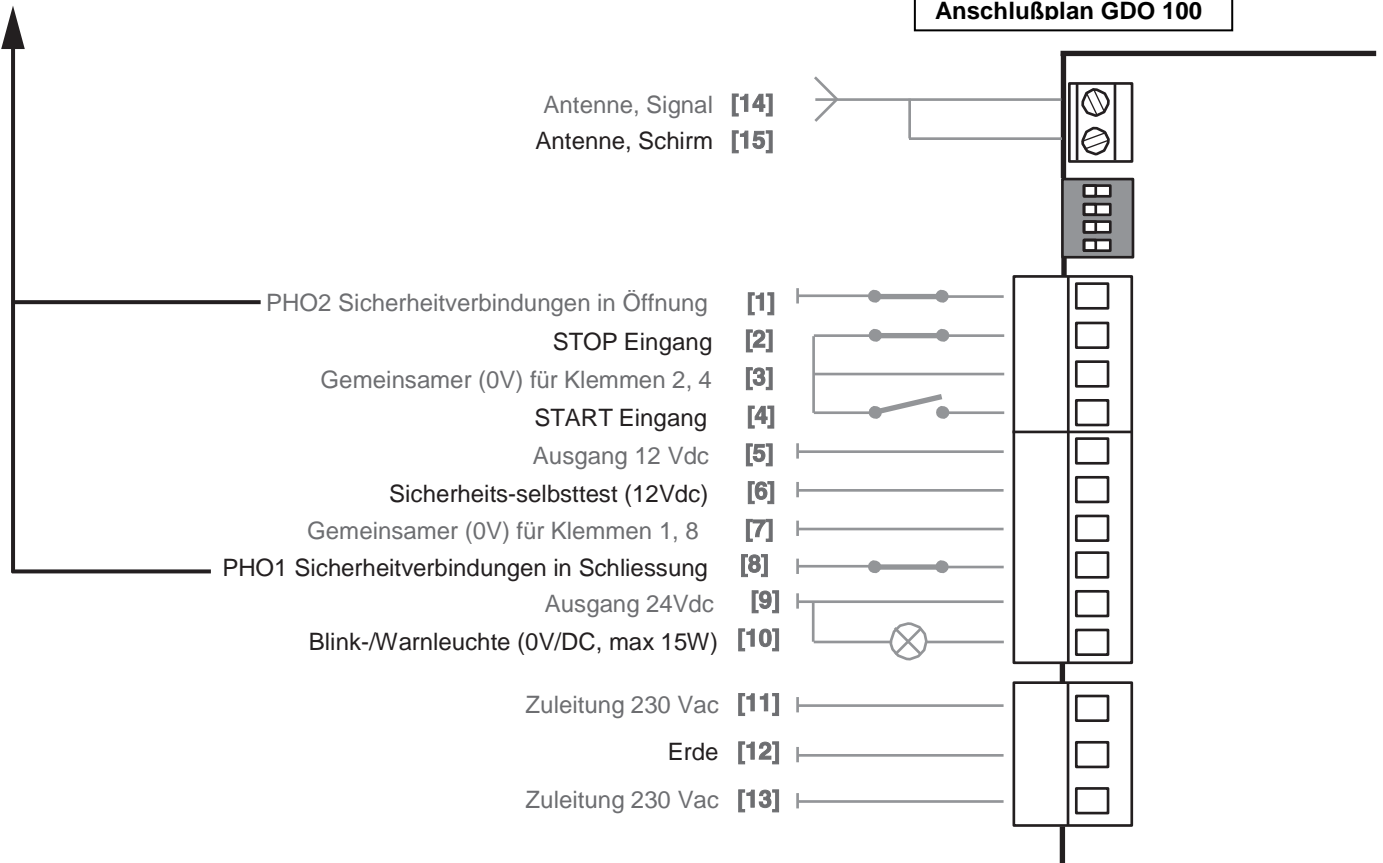 Anschlußplan GDO 100
Antenne, Signal [14]
Antenne, Schirm [15]
PHO2 Sicherheitverbindungen in Öffnung [1]
STOP Eingang [2]
Gemeinsamer (0V) für Klemmen 2, 4 [3]
START Eingang [4]
Ausgang 12 Vdc [5]
Sicherheits-selbsttest (12Vdc) [6]
Gemeinsamer (0V) für Klemmen 1, 8 [7]
PHO1 Sicherheitverbindungen in Schliessung [8]
Ausgang 24Vdc [9]
Blink-/Warnleuchte (0V/DC, max 15W) [10]
Zuleitung 230 Vac [11]
Erde [12]
Zuleitung 230 Vac [13]